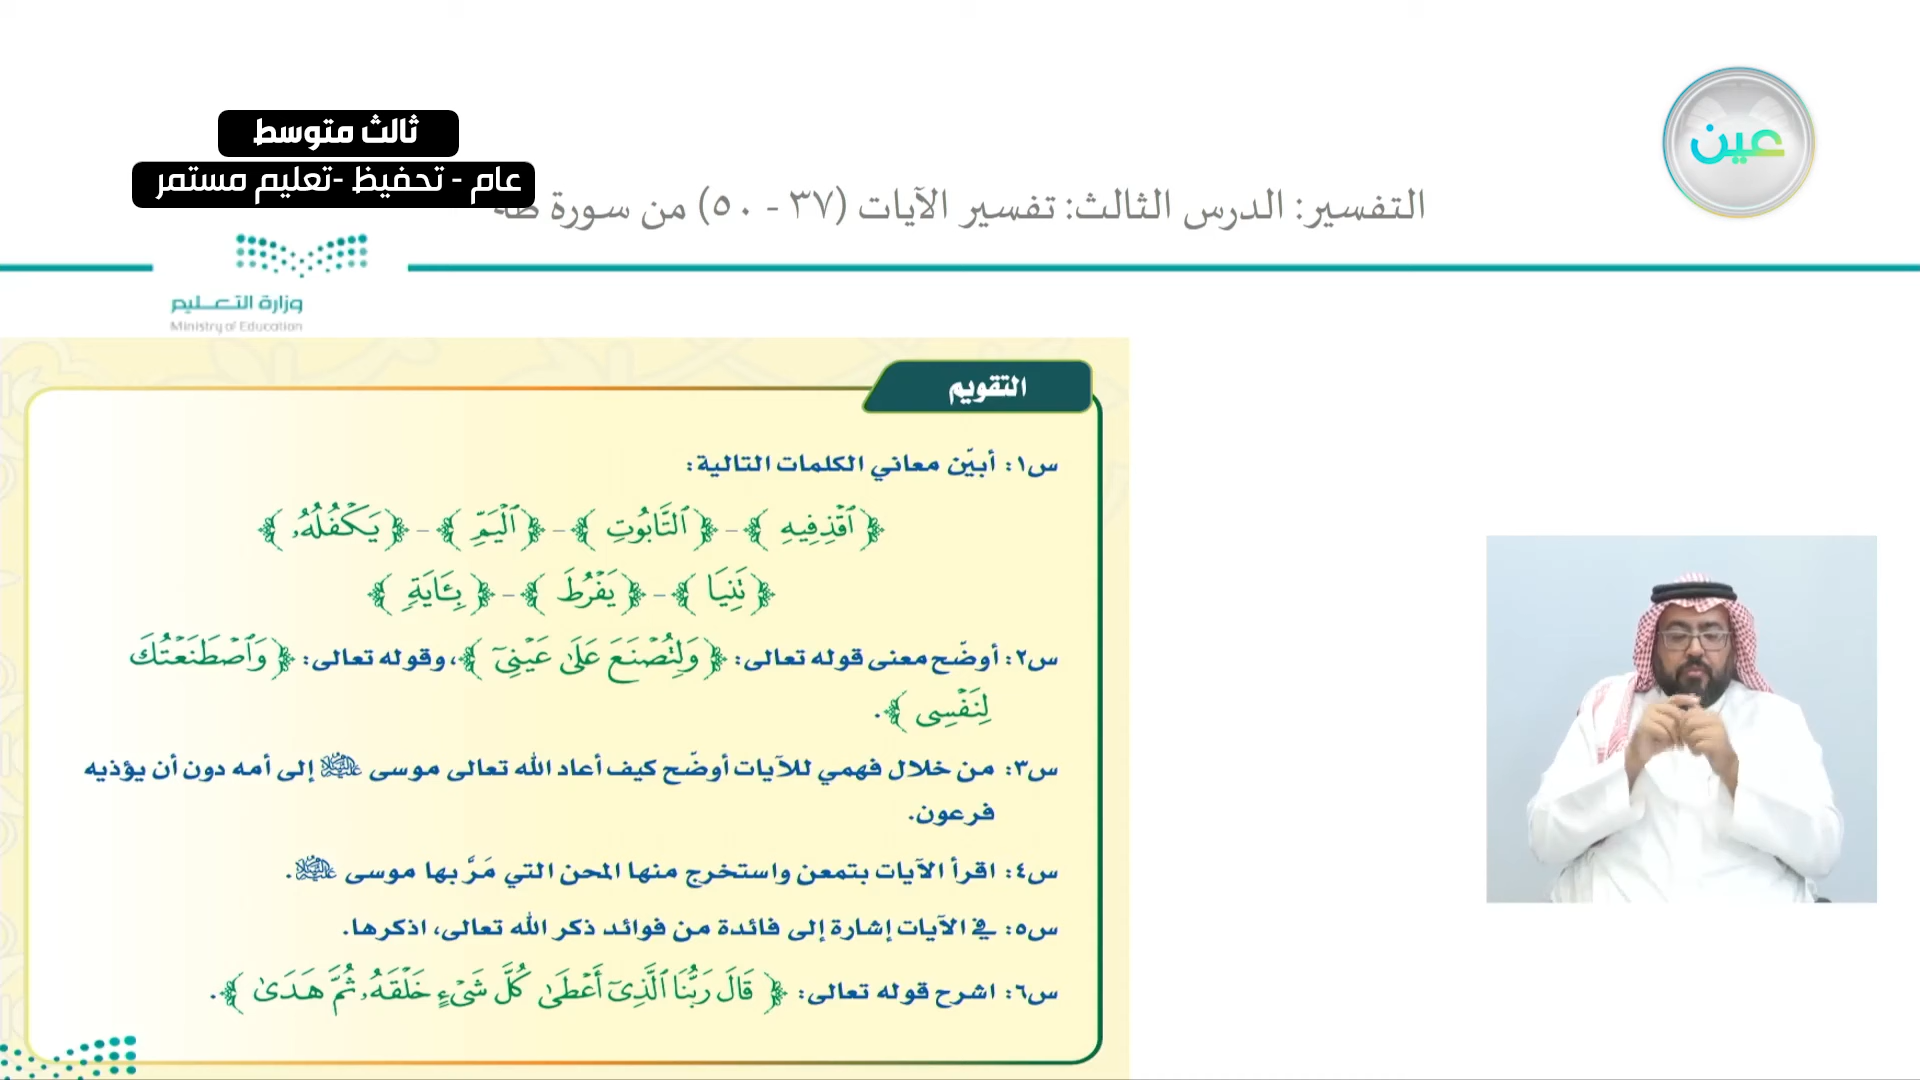 ثالث متوسط
عام - تحفيظ -تعليم مستمر
عين
التفسير: الدرس الثالث: تفسير الآيات (٣٧ - ٥٠) من سورة طه
وزارة التعليم
Ministry of Education
التقويم
س١: أبيّن معاني الكلمات التالية:
﴿ ٱقۡذِفِيهِ ﴾ – ﴿ ٱلتَّابُوتِ ﴾ – ﴿ ٱلۡيَمِّ ﴾ – ﴿ يَكۡفُلُهُۥ ﴾
﴿ تَنِيَا ﴾ – ﴿ يَفۡرُطَ ﴾ – ﴿ بِـَٔايَةٖ ﴾
س٢: أوضّح معنى قوله تعالى: ﴿ وَلِتُصۡنَعَ عَلَىٰ عَيۡنِيٓ ﴾، وقوله تعالى: ﴿ وَٱصۡطَنَعۡتُكَ
لِنَفۡسِي ﴾.
س٣: من خلال فهمي للآيات أوضّح كيف أعاد الله تعالى موسى عليه السلام إلى أمه دون أن يؤذيه
فرعون.
س٤: اقرأ الآيات بتمعن واستخرج منها المحن التي مَرَّ بها موسى عليه السلام.
س٥: في الآيات إشارة إلى فائدة من فوائد ذكر الله تعالى، اذكرها.
س٦: اشرح قوله تعالى: ﴿ قَالَ رَبُّنَا ٱلَّذِيٓ أَعۡطَىٰ كُلَّ شَيۡءٍ خَلۡقَهُۥ ثُمَّ هَدَىٰ ﴾.